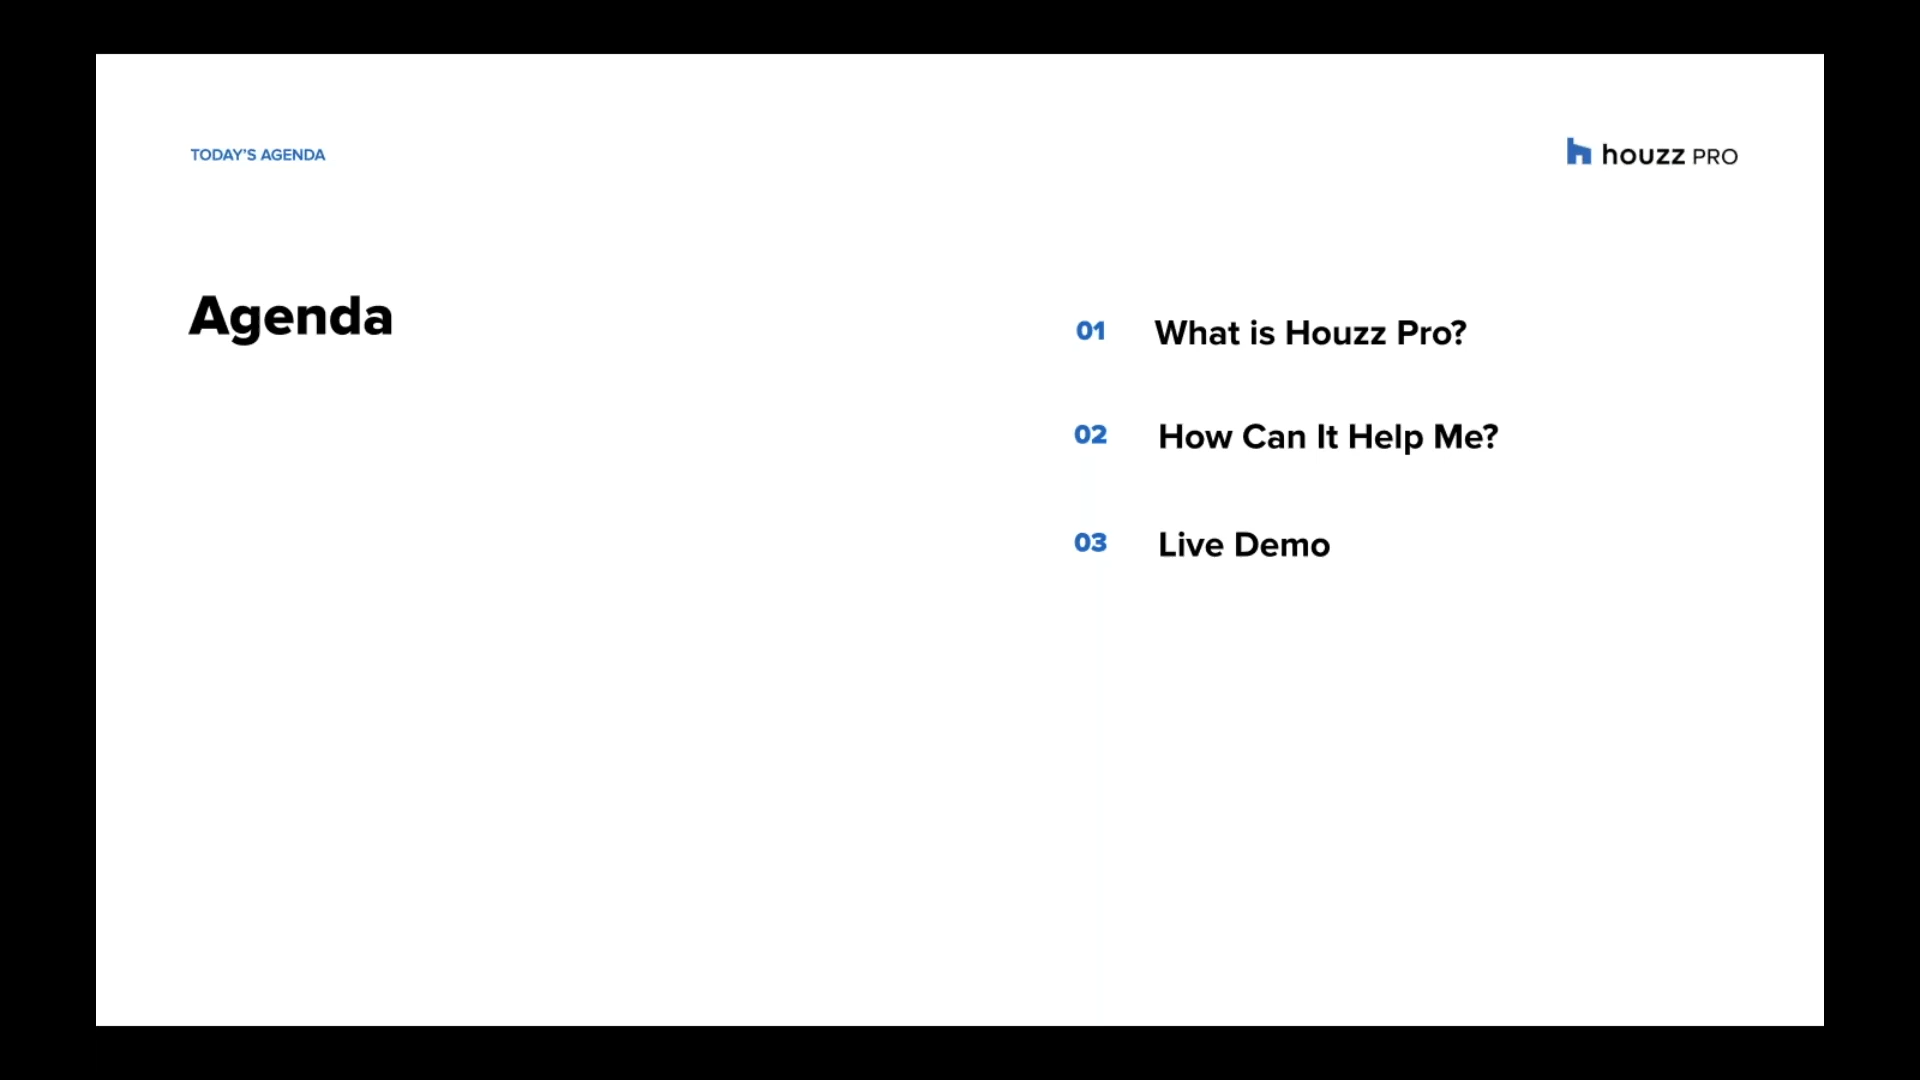 TODAY'S AGENDA
houzz PRO
Agenda
01 What is Houzz Pro?
02 How Can It Help Me?
03 Live Demo